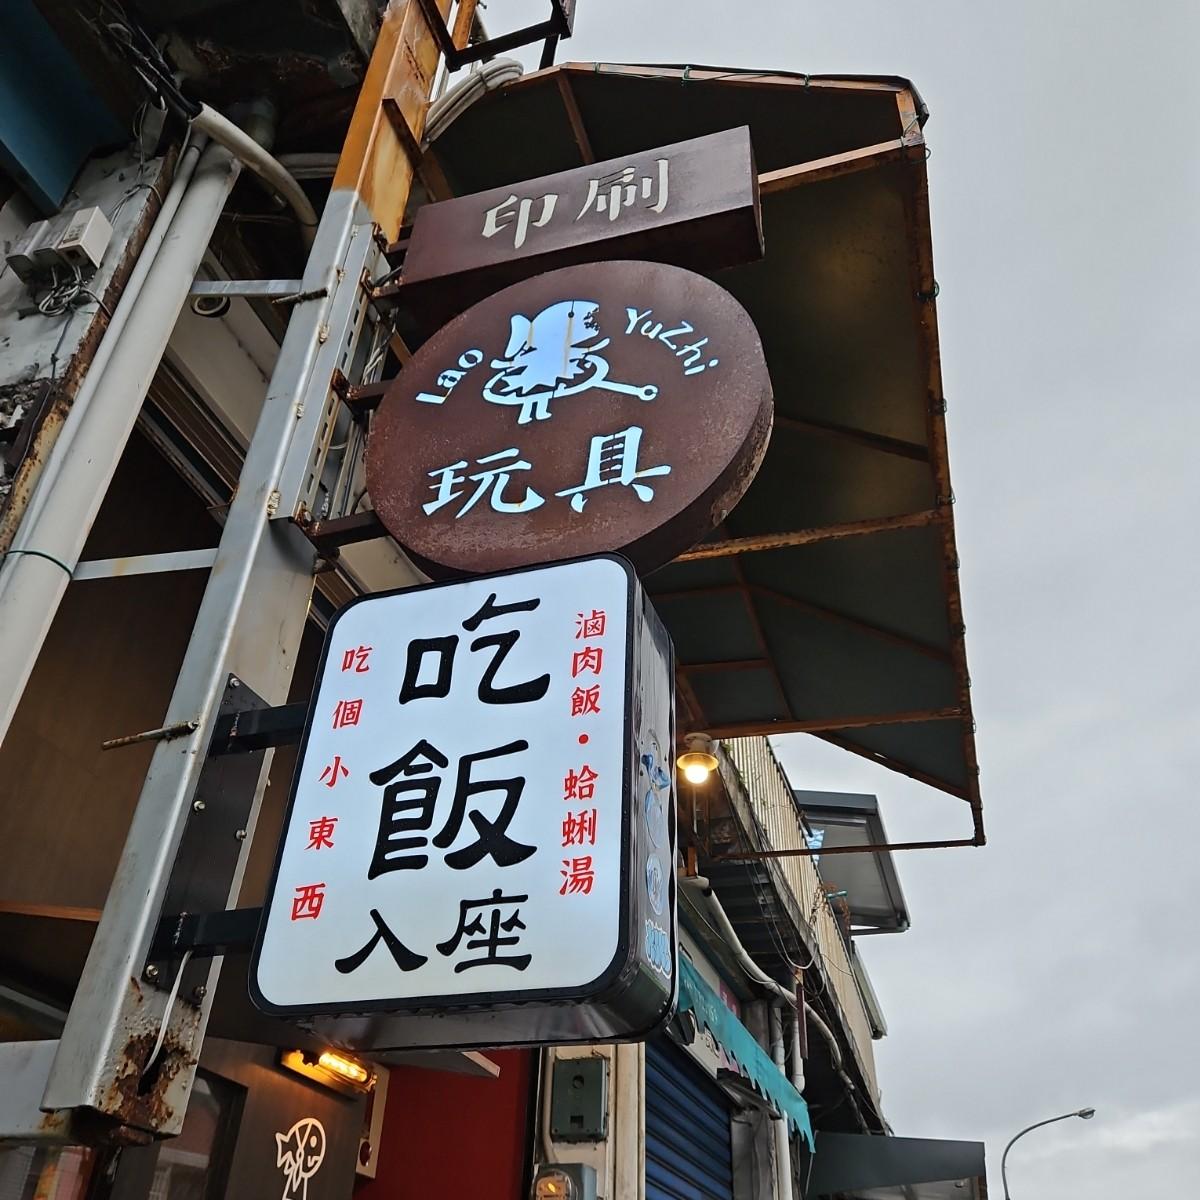 印刷
Lao YuZhi
玩具
滷肉飯·蛤蜊湯
吃飯
入座
吃個小東西